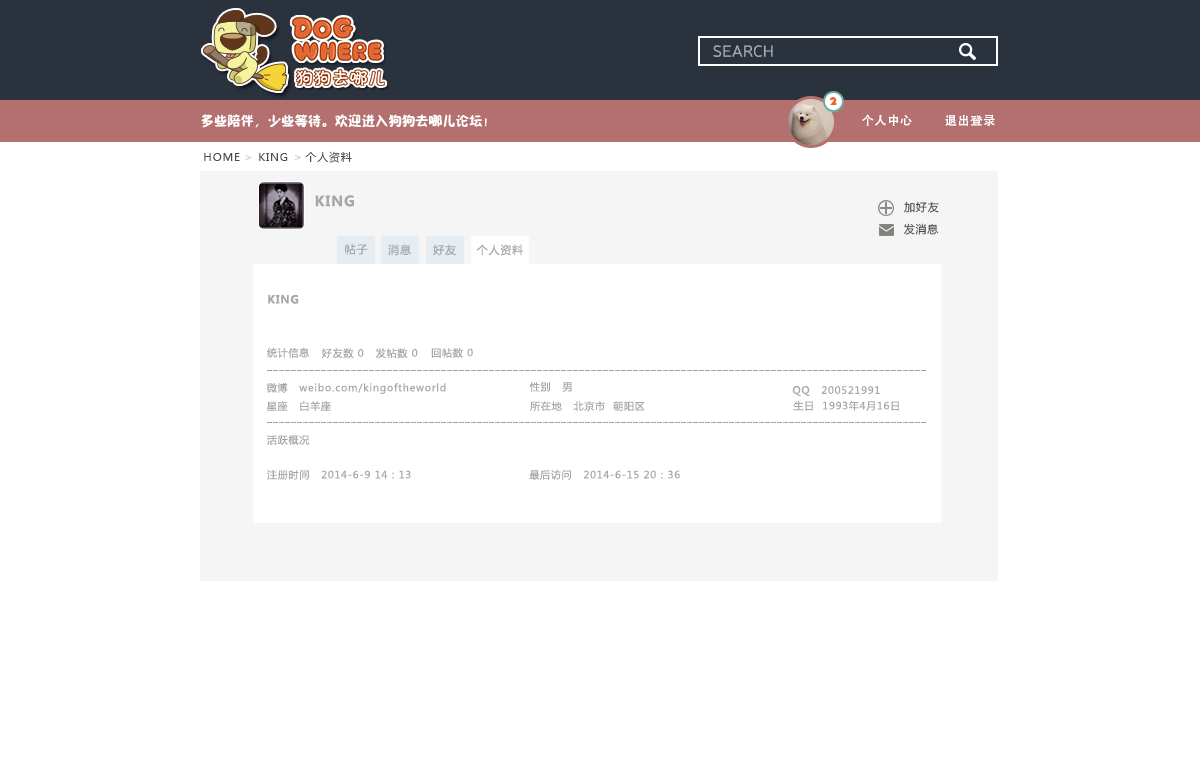 DOG
WHERE
狗狗去哪儿
SEARCH
多些陪伴，少些等待。欢迎进入狗狗去哪儿论坛！
2
个人中心 退出登录
HOME > KING > 个人资料
KING
加好友
发消息
帖子 消息 好友 个人资料
KING
统计信息 好友数 0 发帖数 0 回帖数 0
微博 weibo.com/kingoftheworld 性别 男 QQ 200521991
星座 白羊座 所在地 北京市 朝阳区 生日 1993年4月16日
活跃概况
注册时间 2014-6-9 14：13 最后访问 2014-6-15 20：36